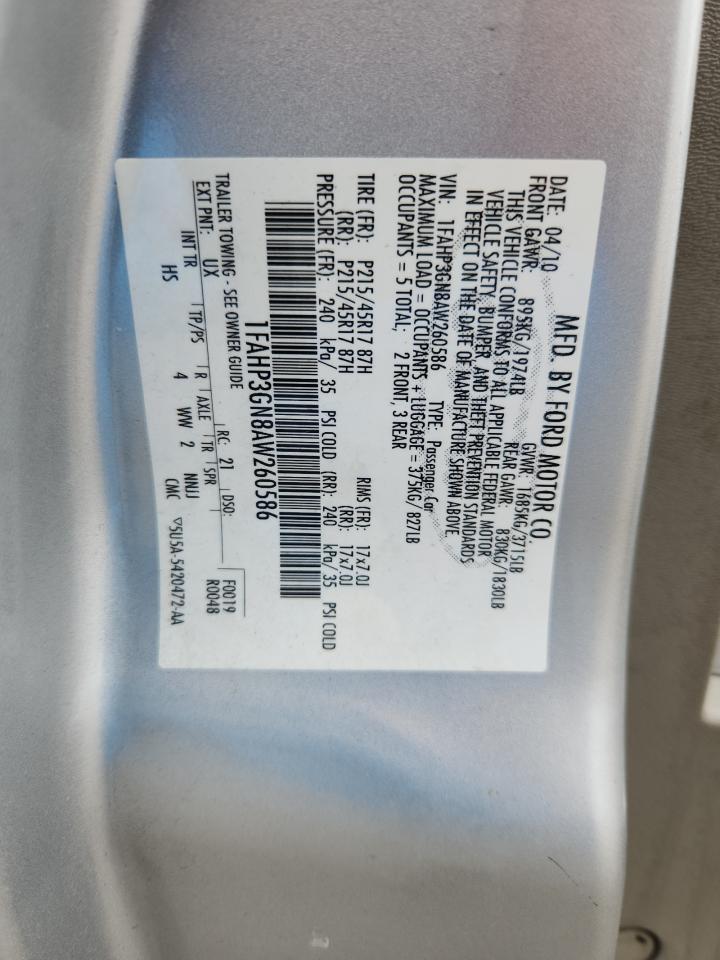 MFD. BY FORD MOTOR CO.
DATE: 04/10 GVWR: 1685KG/3715LB
FRONT GAWR: 895KG/1974LB REAR GAWR: 830KG/1830LB
THIS VEHICLE CONFORMS TO ALL APPLICABLE FEDERAL MOTOR
VEHICLE SAFETY, BUMPER, AND THEFT PREVENTION STANDARDS
IN EFFECT ON THE DATE OF MANUFACTURE SHOWN ABOVE.
VIN: 1FAHP3GN8AW260586 TYPE: Passenger Car
MAXIMUM LOAD = OCCUPANTS + LUGGAGE = 375KG/ 827LB
OCCUPANTS = 5 TOTAL; 2 FRONT, 3 REAR
TIRE (FR): P215/45R17 87H RIMS (FR): 17x7.0J
(RR): P215/45R17 87H (RR): 17x7.0J
PRESSURE (FR): 240 kPa/ 35 PSI COLD (RR): 240 kPa/35 PSI COLD
1FAHP3GN8AW260586
TRAILER TOWING - SEE OWNER GUIDE F0019
EXT PNT: UX RC: 21 DSO: R0048
INT TR TP/PS R AXLE TR SPR
HS 4 WW 2 NNJJ CMC ▽5U5A-5420472-AA